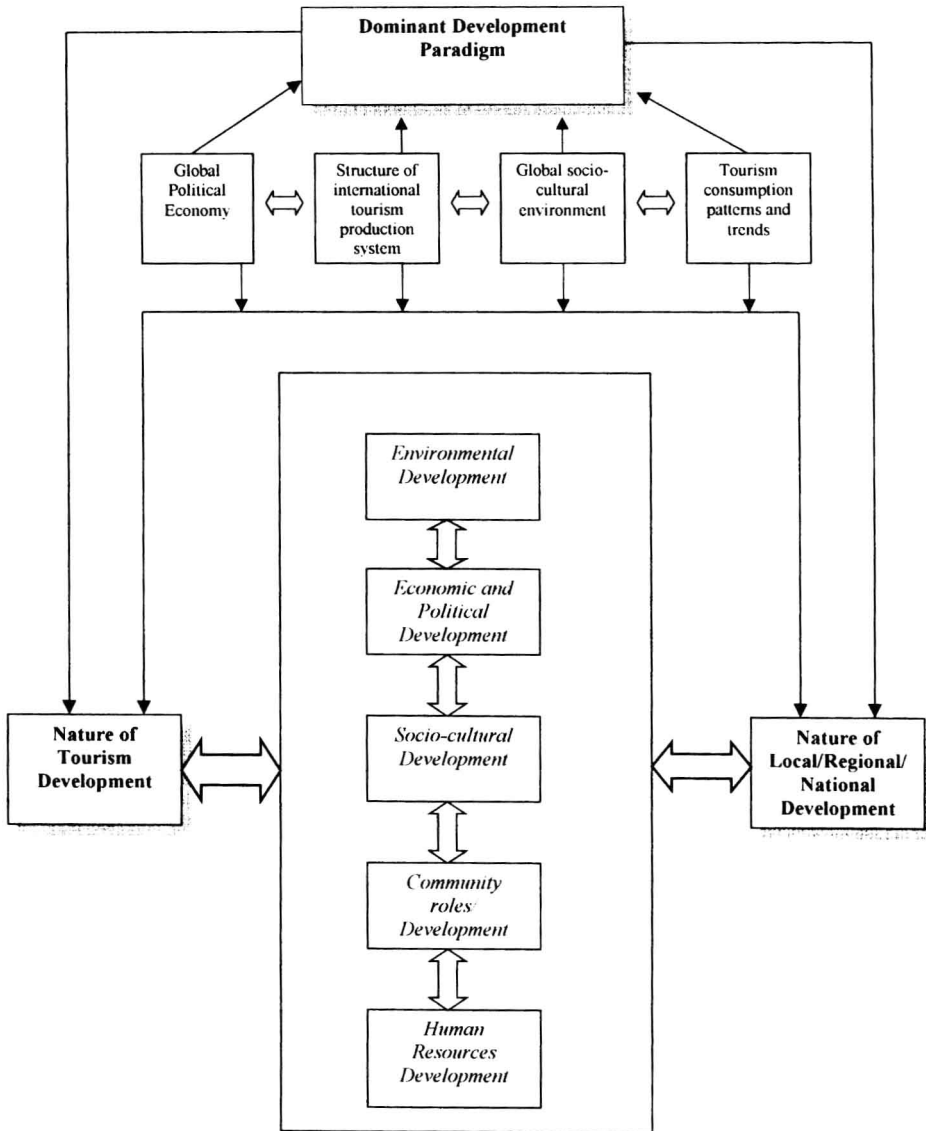 Dominant Development
Paradigm
Global
Political
Economy
Structure of
international
tourism
production
system
Global socio-
cultural
environment
Tourism
consumption
patterns and
trends
Environmental
Development
Economic and
Political
Development
Socio-cultural
Development
Nature of
Tourism
Development
Nature of
Local/Regional/
National
Development
Community
roles/
Development
Human
Resources
Development